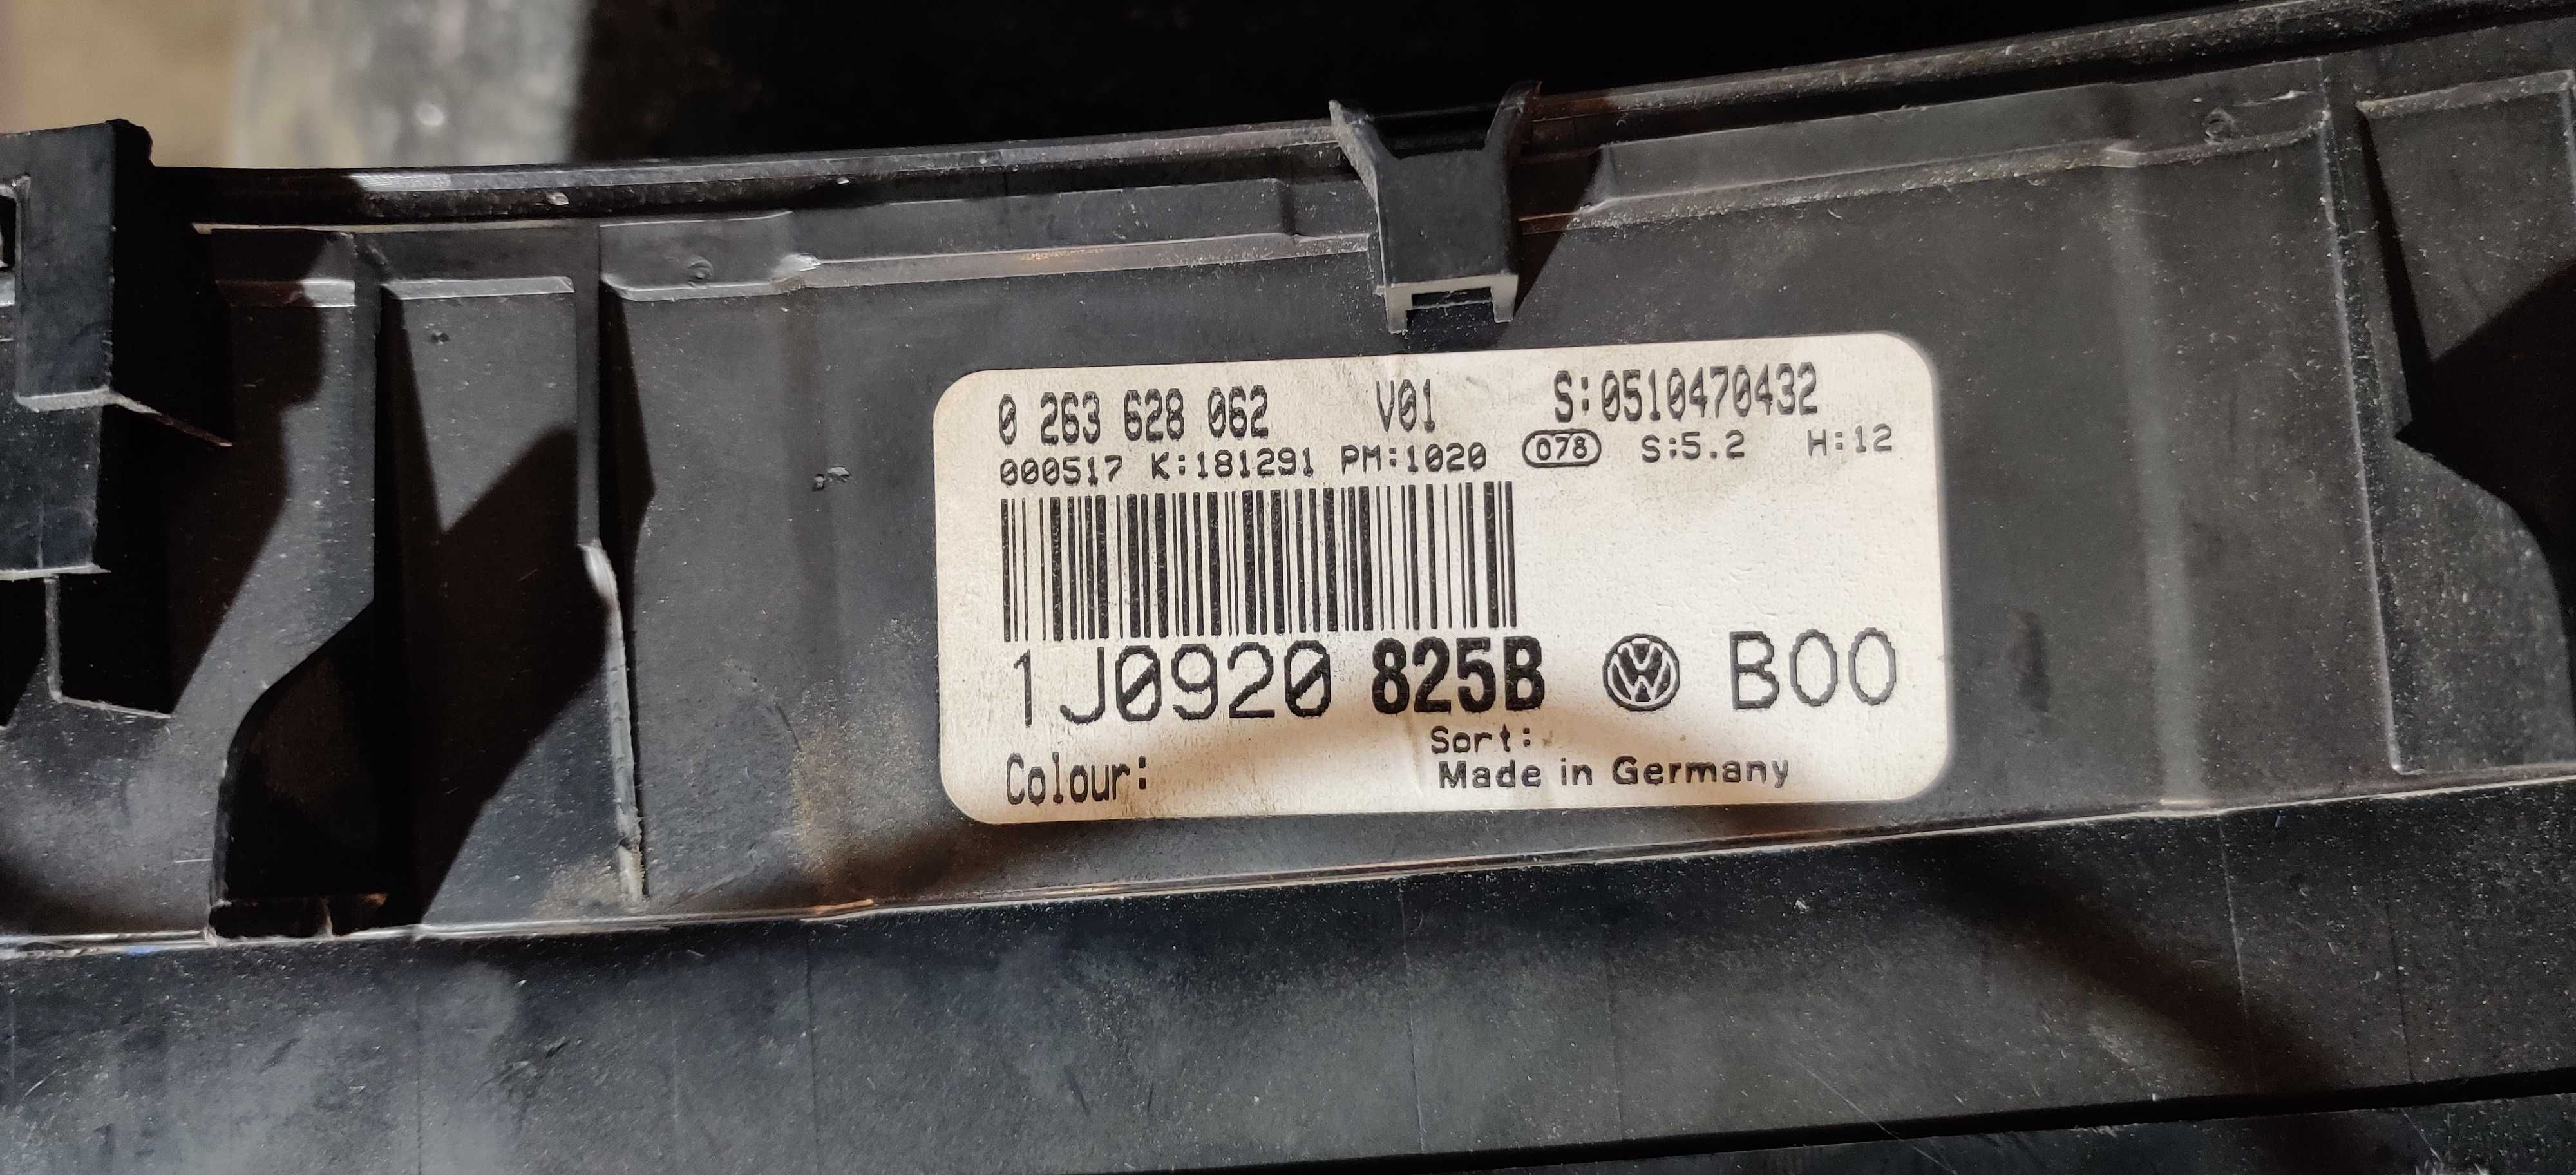 0 263 628 062 V01 S:0510470432
000517 K:181291 PM:1020 078 S:5.2 H:12
1J0920 825B VW B00
Sort:
Colour: Made in Germany